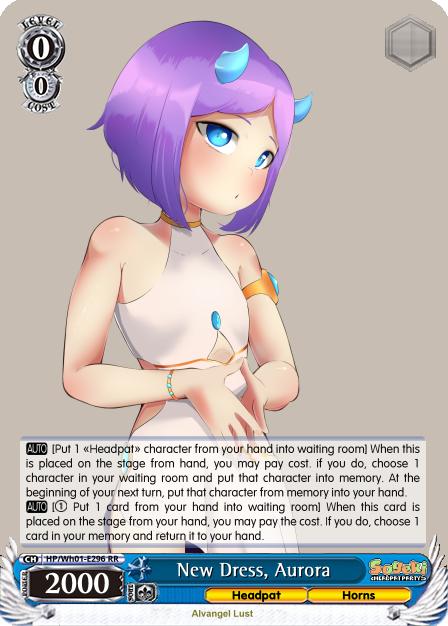 LEVEL
0
0
COST
AUTO [Put 1 «Headpat» character from your hand into waiting room] When this
is placed on the stage from hand, you may pay cost. if you do, choose 1
character in your waiting room and put that character into memory. At the
beginning of your next turn, put that character from memory into your hand.
AUTO [① Put 1 card from your hand into waiting room] When this card is
placed on the stage from your hand, you may pay the cost. If you do, choose 1
card in your memory and return it to your hand.
CH HP/Wh01-E296 RR
POWER 2000 SOUL
New Dress, Aurora
Headpat Horns
Sayori
HEADPAT PARTY
Alvangel Lust